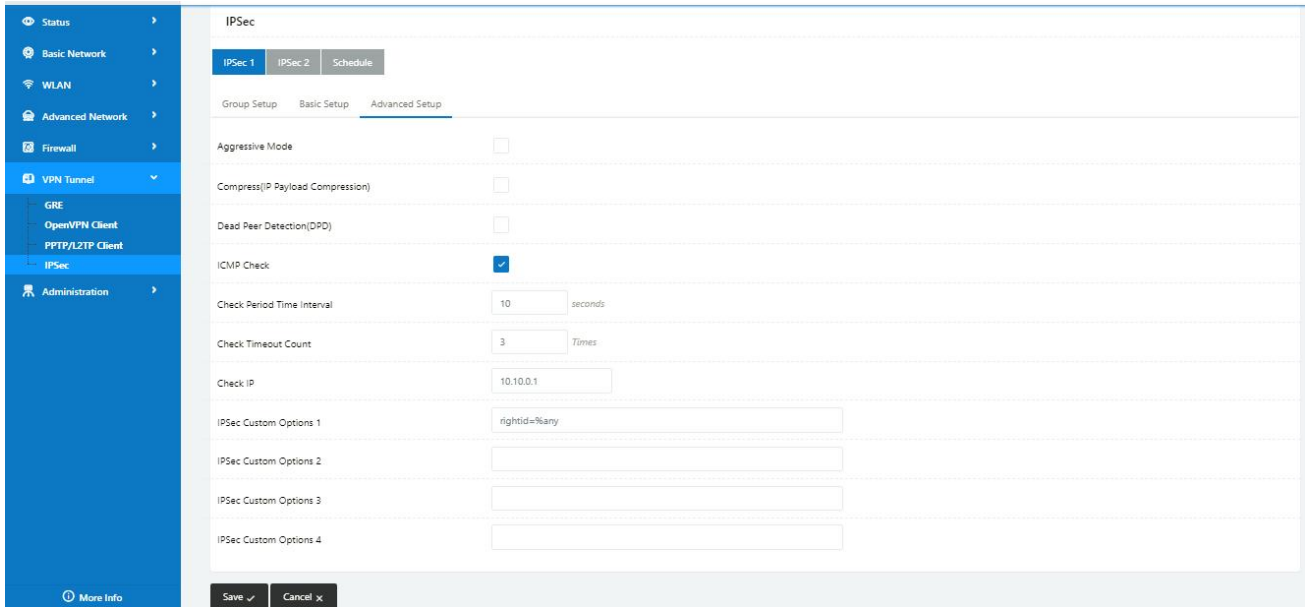 Status
Basic Network
WLAN
Advanced Network
Firewall
VPN Tunnel
GRE
OpenVPN Client
PPTP/L2TP Client
IPSec
Administration
More Info
IPSec
IPSec 1 IPSec 2 Schedule
Group Setup Basic Setup Advanced Setup
Aggressive Mode
Compress(IP Payload Compression)
Dead Peer Detection(DPD)
ICMP Check
Check Period Time Interval 10 seconds
Check Timeout Count 3 Times
Check IP 10.10.0.1
IPSec Custom Options 1 rightid=%any
IPSec Custom Options 2
IPSec Custom Options 3
IPSec Custom Options 4
Save Cancel